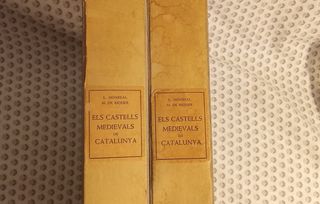 L. MONREAL
M. DE RIQUER
ELS CASTELLS
MEDIEVALS
DE
CATALUNYA
L. MONREAL
M. DE RIQUER
ELS CASTELLS
MEDIEVALS
DE
CATALUNYA